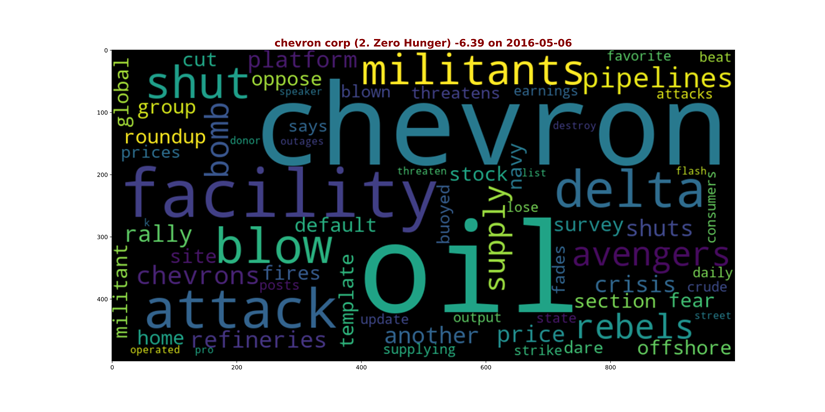 chevron corp (2. Zero Hunger) -6.39 on 2016-05-06
0
100
200
300
400
0 200 400 600 800
global cut platform militants favorite beat
shut oppose speaker blown threatens earnings pipelines attacks
group bomb says chevron destroy
roundup donor outages
prices threaten stock navy list flash
facility buoyed supply lose delta consumers
k default survey shuts
rally site blow oil fades avengers
militant chevrons fires posts template crisis daily crude
attack update output state section fear street
home refineries another price rebels
operated pro supplying strike dare offshore